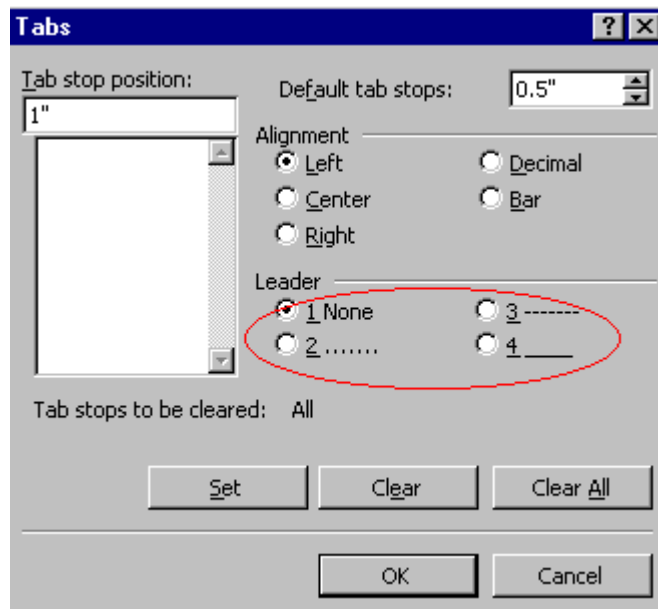 Tabs
Tab stop position:
Default tab stops:
0.5"
1"
Alignment
Left
Decimal
Center
Bar
Right
Leader
1 None
3 -------
2 .......
4 ____
Tab stops to be cleared: All
Set
Clear
Clear All
OK
Cancel